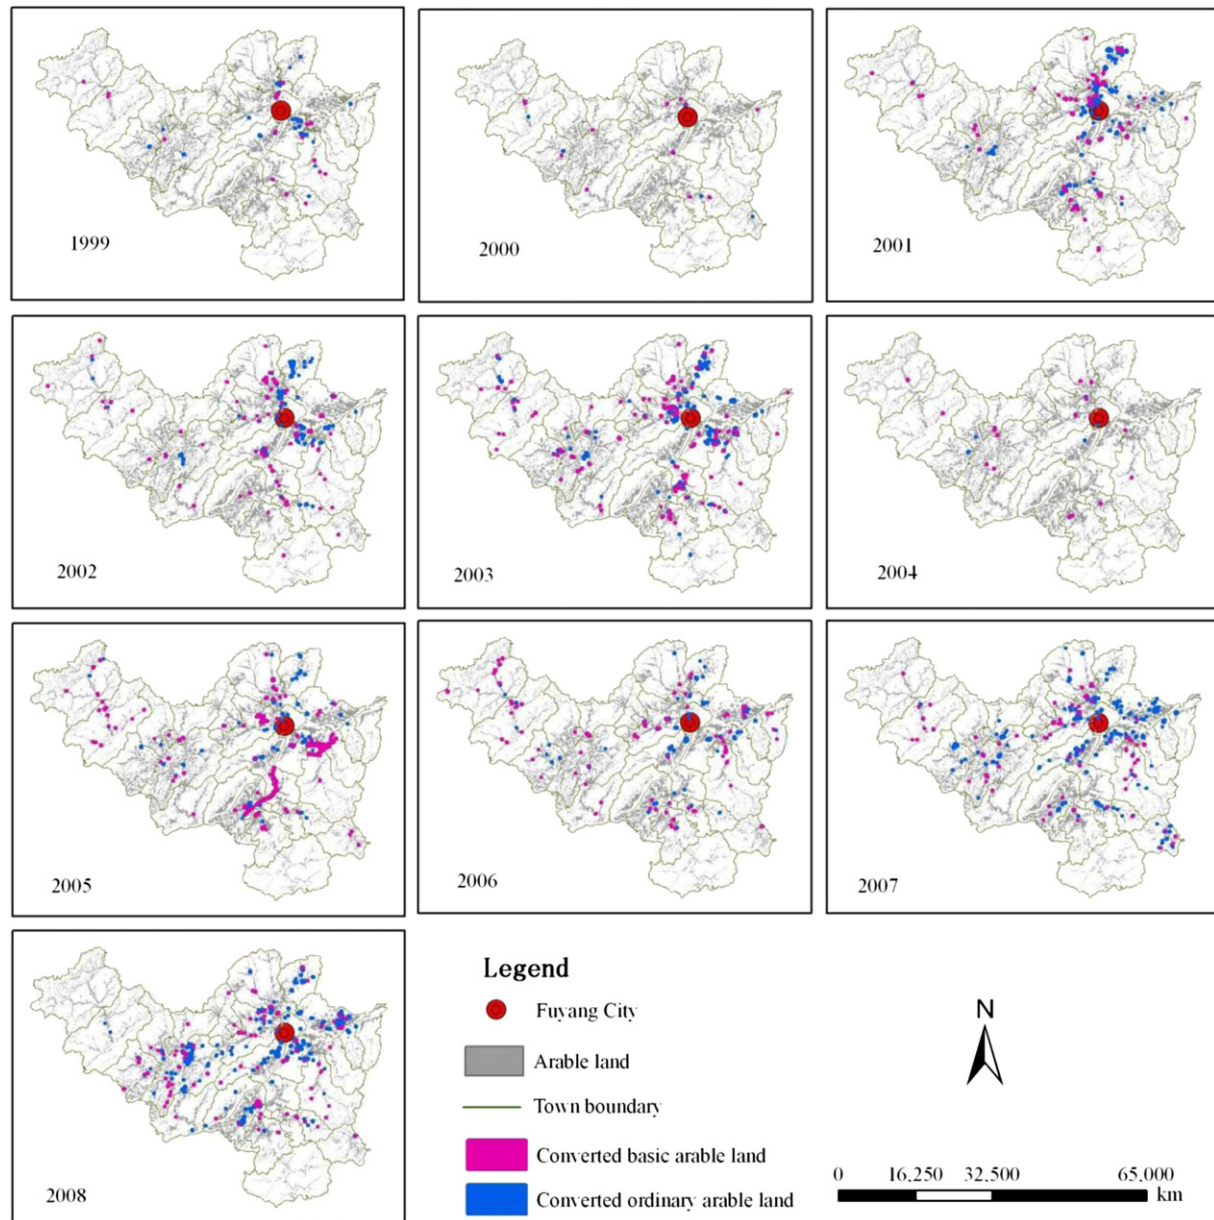 1999
2000
2001
2002
2003
2004
2005
2006
2007
2008
Legend
Fuyang City
Arable land
Town boundary
Converted basic arable land
Converted ordinary arable land
N
0 16,250 32,500 65,000
km